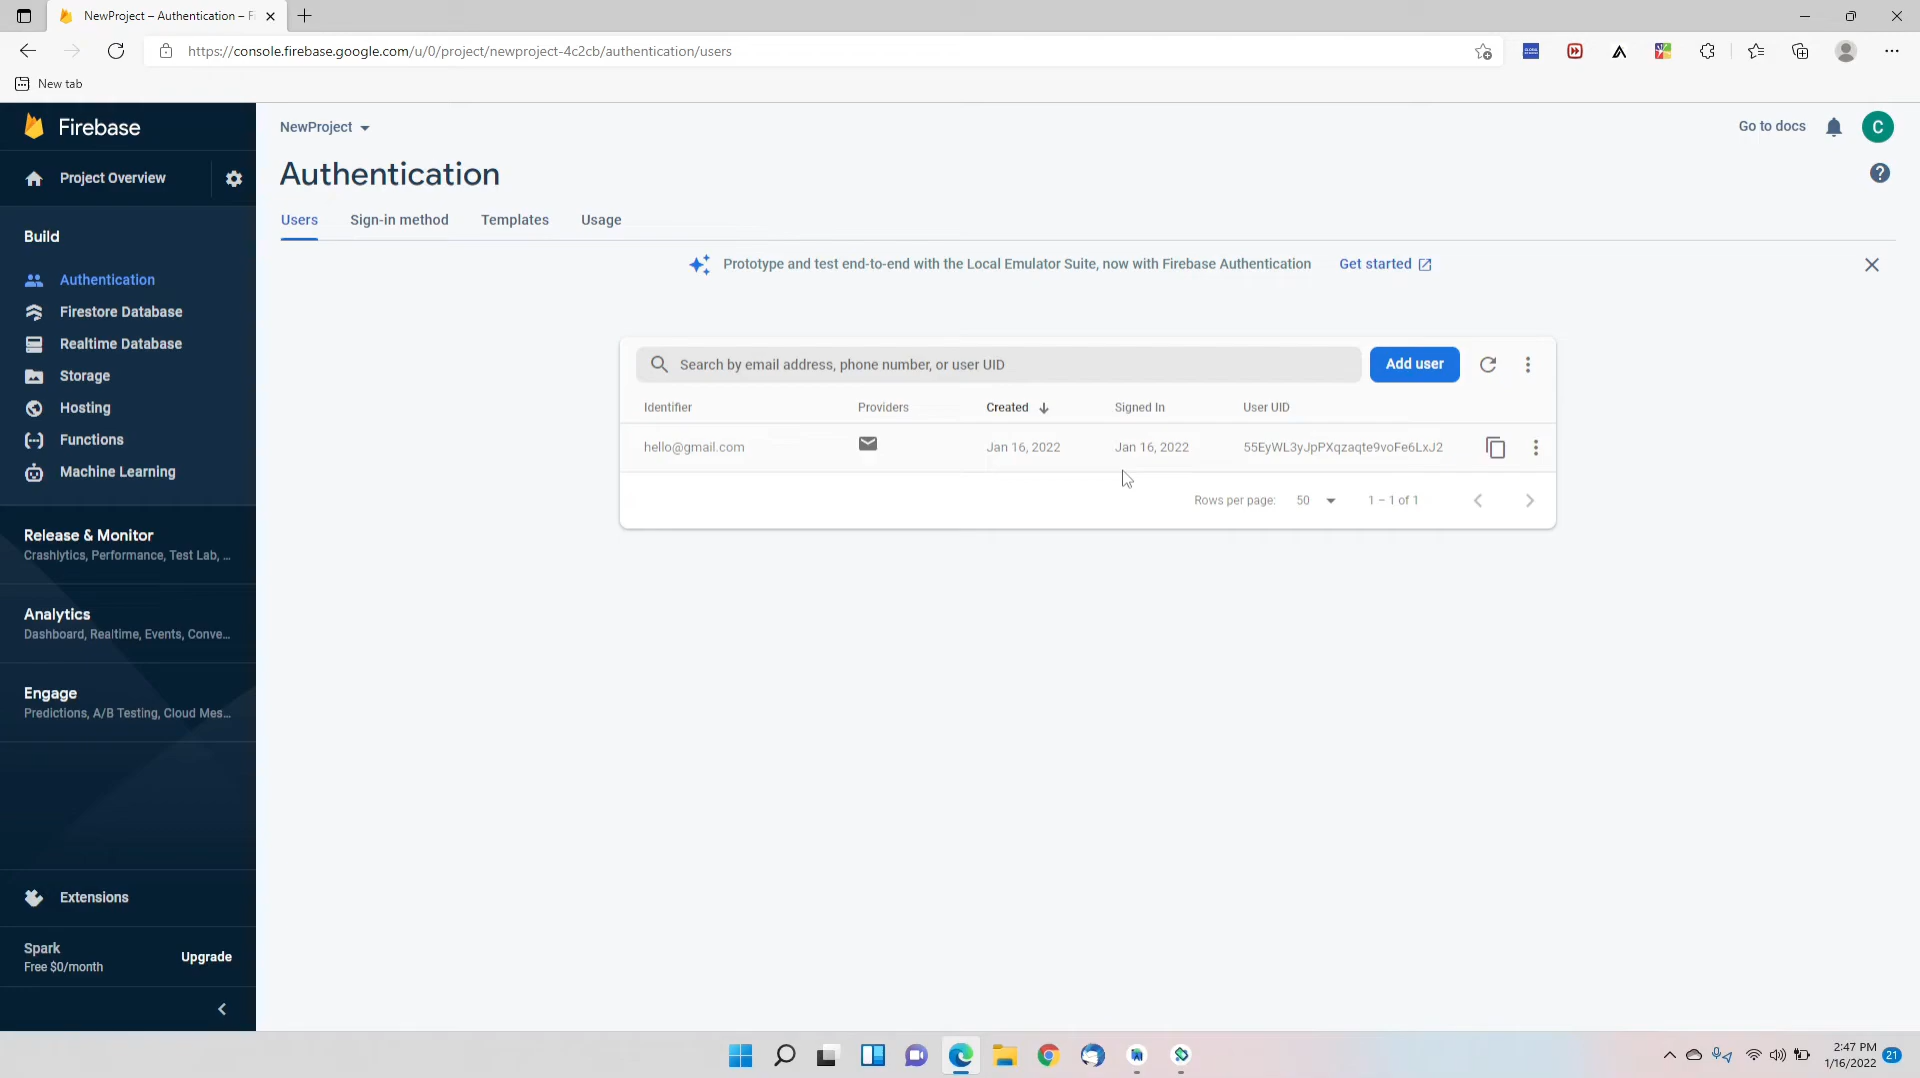 NewProject – Authentication – F
https://console.firebase.google.com/u/0/project/newproject-4c2cb/authentication/users
New tab
Firebase
NewProject
Go to docs
C
Project Overview
Authentication
Users
Sign-in method
Templates
Usage
Build
Prototype and test end-to-end with the Local Emulator Suite, now with Firebase Authentication
Get started
Authentication
Firestore Database
Realtime Database
Storage
Hosting
Functions
Machine Learning
Search by email address, phone number, or user UID
Add user
Identifier
Providers
Created
Signed In
User UID
hello@gmail.com
Jan 16, 2022
Jan 16, 2022
55EyWL3yJpPXqzaqte9voFe6LxJ2
Rows per page:
50
1 – 1 of 1
Release & Monitor
Crashlytics, Performance, Test Lab, ...
Analytics
Dashboard, Realtime, Events, Conve...
Engage
Predictions, A/B Testing, Cloud Mes...
Extensions
Spark
Free $0/month
Upgrade
2:47 PM
1/16/2022
21